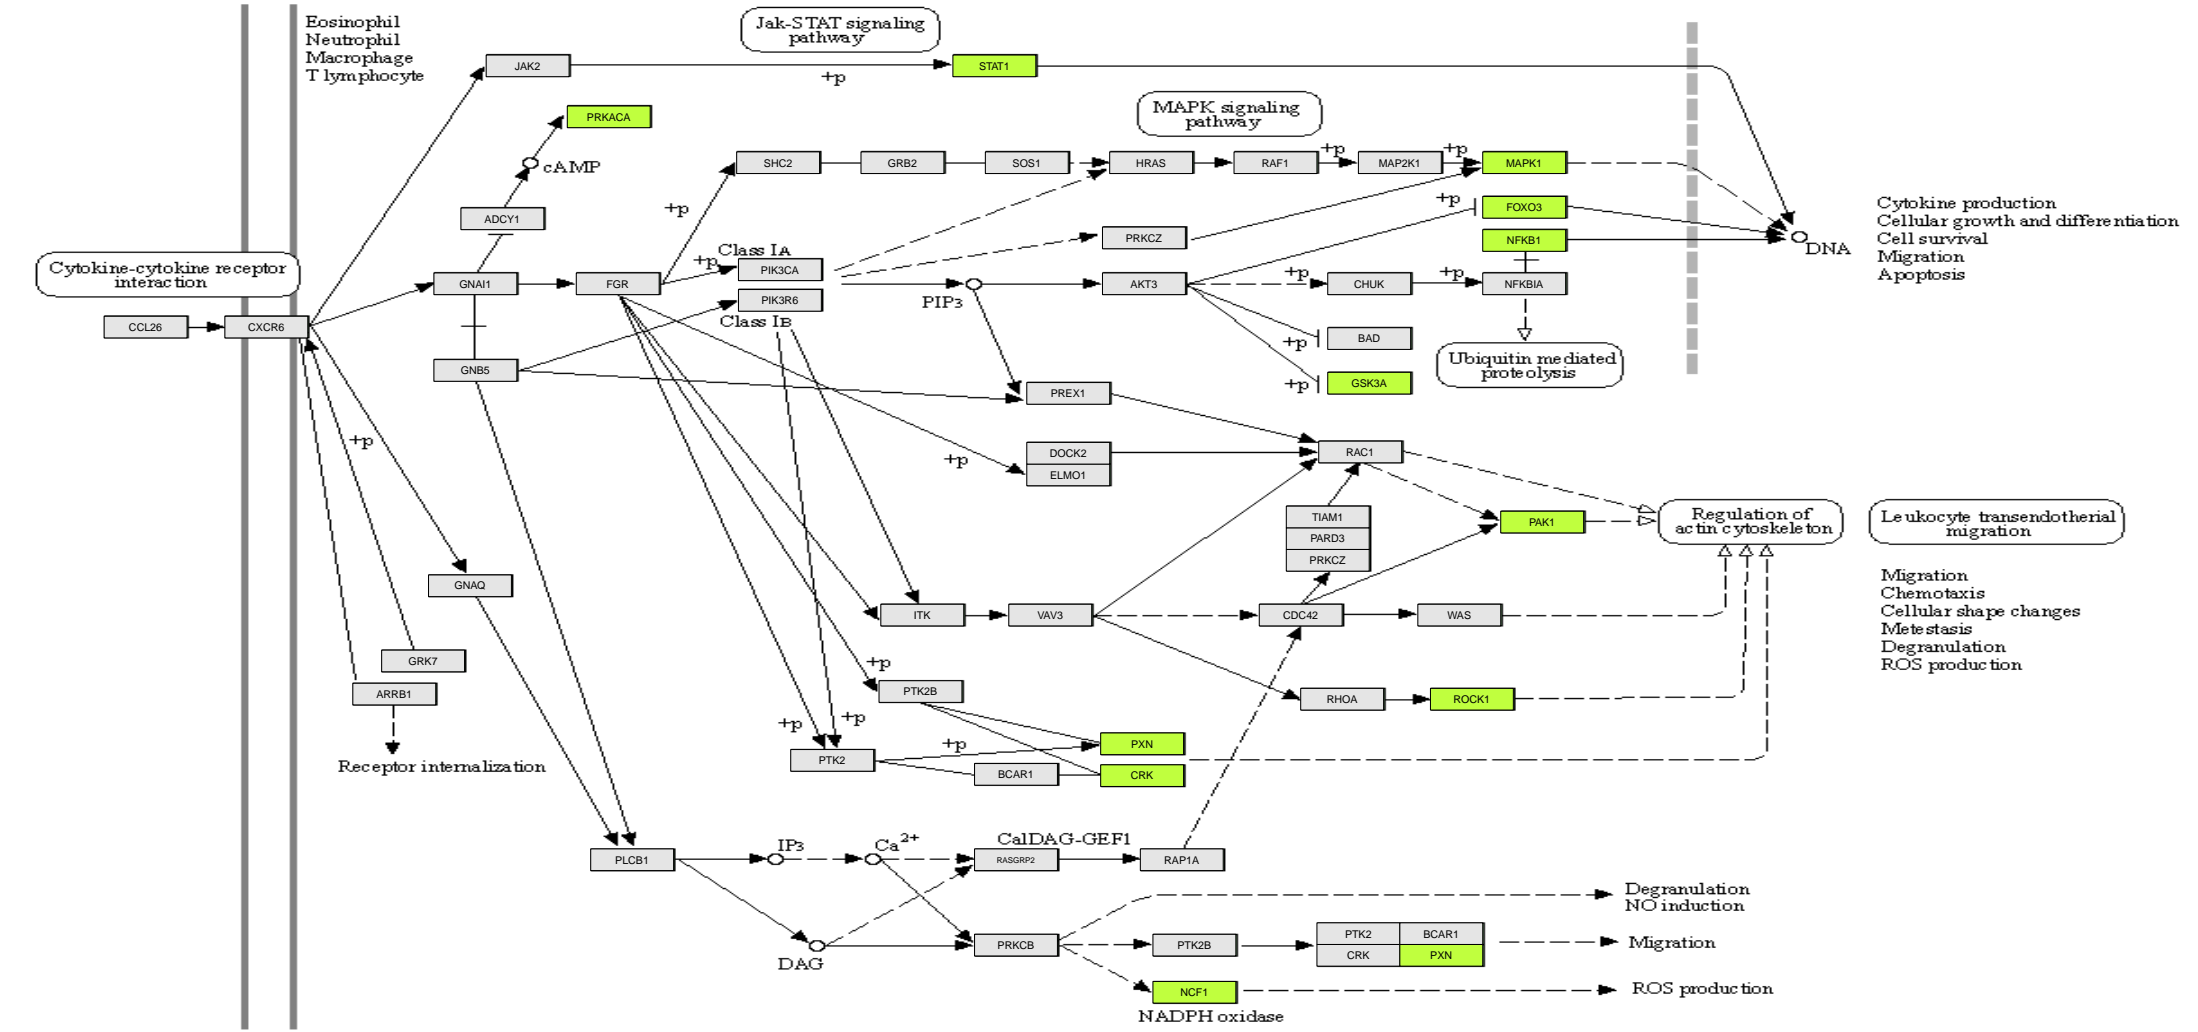 Eosinophil
Neutrophil
Macrophage
T lymphocyte
Jak-STAT signaling
pathway
JAK2
+p
STAT1
PRKACA
cAMP
MAPK signaling
pathway
SHC2
GRB2
SOS1
HRAS
RAF1
+p
MAP2K1
+p
MAPK1
ADCY1
+p
+p
FOXO3
PRKCZ
NFKB1
DNA
Cytokine production
Cellular growth and differentiation
Cell survival
Migration
Apoptosis
Cytokine-cytokine receptor
interaction
Class IA
+p
PIK3CA
GNAI1
FGR
PIK3R6
Class IB
PIP3
AKT3
+p
CHUK
+p
NFKBIA
CCL26
CXCR6
+p
BAD
Ubiquitin mediated
proteolysis
GNB5
+p
GSK3A
PREX1
+p
+p
DOCK2
ELMO1
RAC1
TIAM1
PARD3
PRKCZ
PAK1
Regulation of
actin cytoskeleton
Leukocyte transendotherial
migration
GNAQ
ITK
VAV3
CDC42
WAS
Migration
Chemotaxis
Cellular shape changes
Metestasis
Degranulation
ROS production
GRK7
ARRB1
+p
PTK2B
RHOA
ROCK1
+p
+p
Receptor internalization
PTK2
+p
PXN
BCAR1
CRK
PLCB1
IP3
Ca2+
CalDAG-GEF1
RASGRP2
RAP1A
DAG
PRKCB
Degranulation
NO induction
PTK2B
PTK2
BCAR1
CRK
PXN
Migration
NCF1
ROS production
NADPH oxidase